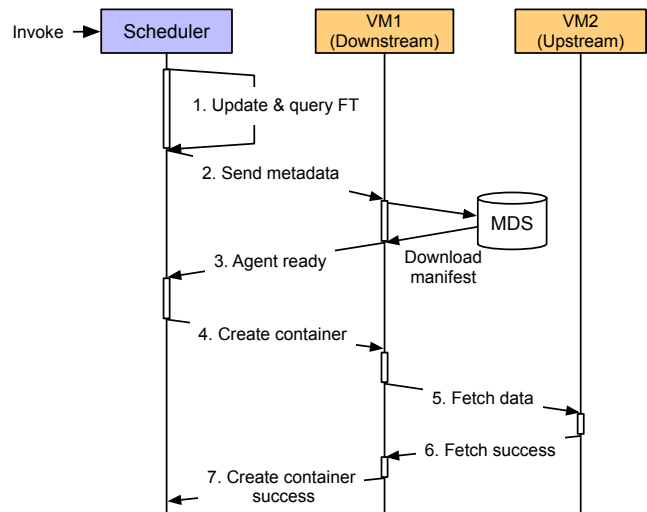 Invoke
Scheduler
VM1
(Downstream)
VM2
(Upstream)
1. Update & query FT
2. Send metadata
MDS
3. Agent ready
Download
manifest
4. Create container
5. Fetch data
6. Fetch success
7. Create container
success